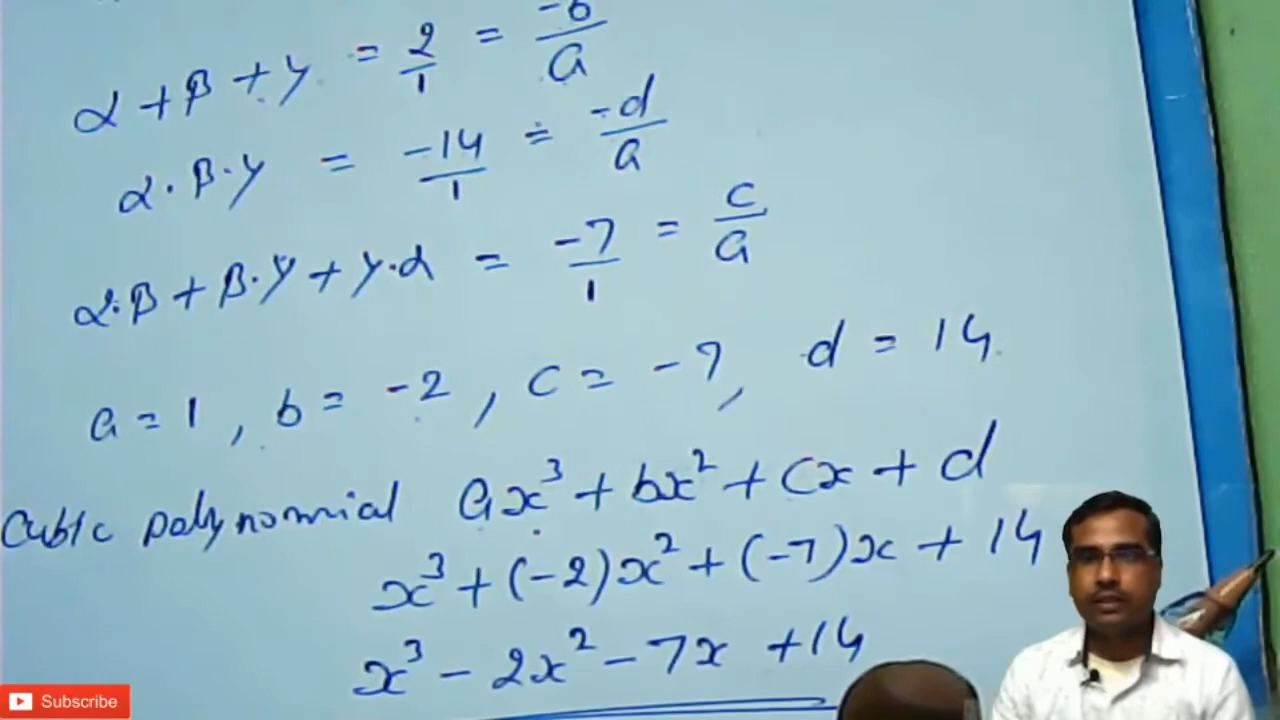 α + β + γ = 2/1 = -b/a
α . β . γ = -14/1 = -d/a
α.β + β.γ + γ.α = -7/1 = c/a
a = 1 , b = -2 , c = -7 , d = 14
Cubic polynomial ax³ + bx² + cx + d
x³ + (-2)x² + (-7)x + 14
x³ - 2x² - 7x + 14
Subscribe